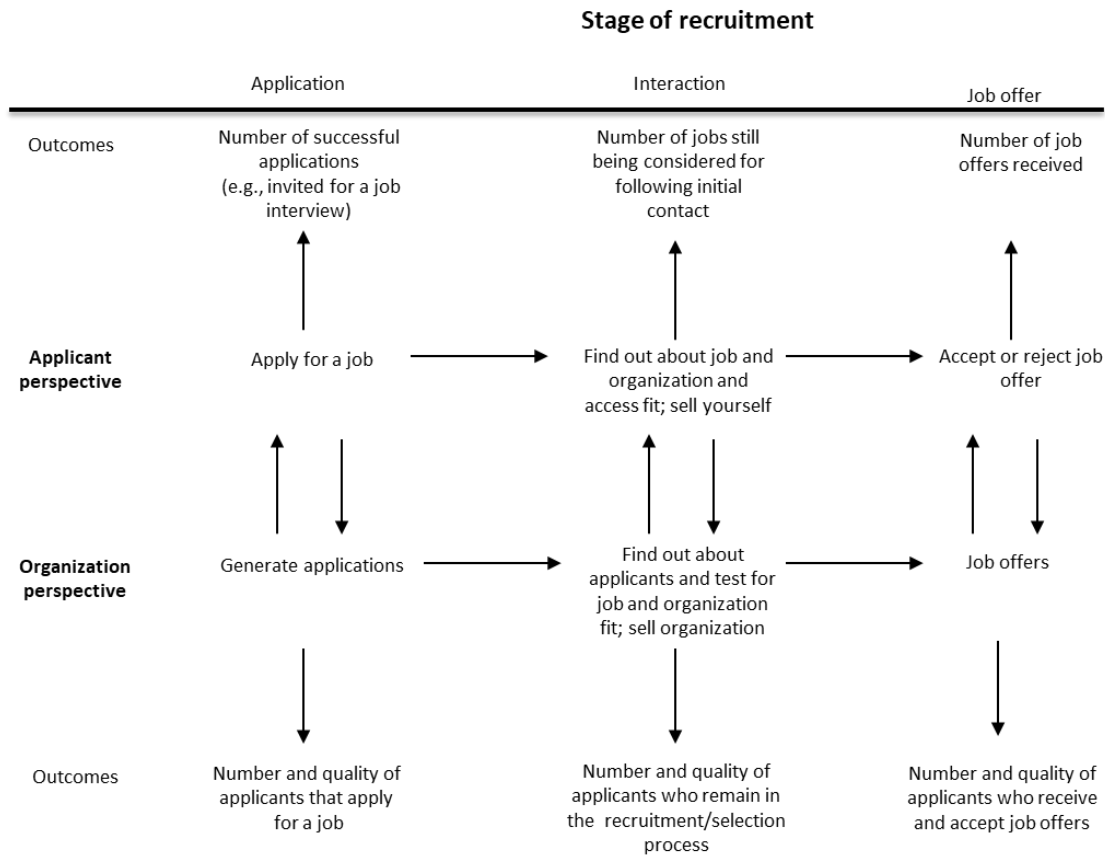 Stage of recruitment
Application
Interaction
Job offer
Outcomes
Number of successful
applications
(e.g., invited for a job
interview)
Number of jobs still
being considered for
following initial
contact
Number of job
offers received
Applicant
perspective
Apply for a job
Find out about job and
organization and
access fit; sell yourself
Accept or reject job
offer
Organization
perspective
Generate applications
Find out about
applicants and test for
job and organization
fit; sell organization
Job offers
Outcomes
Number and quality of
applicants that apply
for a job
Number and quality of
applicants who remain in
the recruitment/selection
process
Number and quality of
applicants who receive
and accept job offers